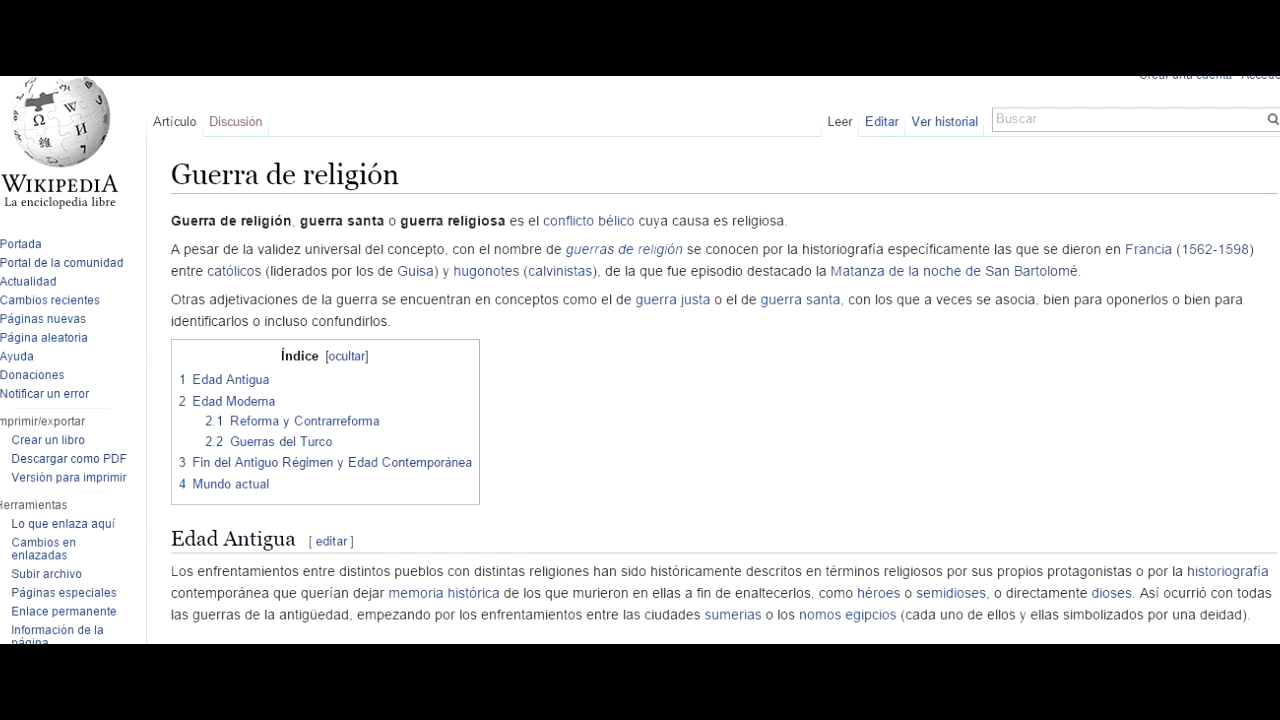 Crear una cuenta Acceder
Artículo Discusión Leer Editar Ver historial Buscar
WIKIPEDIA
La enciclopedia libre
Portada
Portal de la comunidad
Actualidad
Cambios recientes
Páginas nuevas
Página aleatoria
Ayuda
Donaciones
Notificar un error
mprimir/exportar
Crear un libro
Descargar como PDF
Versión para imprimir
Herramientas
Lo que enlaza aquí
Cambios en
enlazadas
Subir archivo
Páginas especiales
Enlace permanente
Información de la
página
Guerra de religión
Guerra de religión, guerra santa o guerra religiosa es el conflicto bélico cuya causa es religiosa.
A pesar de la validez universal del concepto, con el nombre de guerras de religión se conocen por la historiografía específicamente las que se dieron en Francia (1562-1598)
entre católicos (liderados por los de Guisa) y hugonotes (calvinistas), de la que fue episodio destacado la Matanza de la noche de San Bartolomé.
Otras adjetivaciones de la guerra se encuentran en conceptos como el de guerra justa o el de guerra santa, con los que a veces se asocia, bien para oponerlos o bien para
identificarlos o incluso confundirlos.
Índice [ocultar]
1 Edad Antigua
2 Edad Moderna
2.1 Reforma y Contrarreforma
2.2 Guerras del Turco
3 Fin del Antiguo Régimen y Edad Contemporánea
4 Mundo actual
Edad Antigua [ editar ]
Los enfrentamientos entre distintos pueblos con distintas religiones han sido históricamente descritos en términos religiosos por sus propios protagonistas o por la historiografía
contemporánea que querían dejar memoria histórica de los que murieron en ellas a fin de enaltecerlos, como héroes o semidioses, o directamente dioses. Así ocurrió con todas
las guerras de la antigüedad, empezando por los enfrentamientos entre las ciudades sumerias o los nomos egipcios (cada uno de ellos y ellas simbolizados por una deidad).